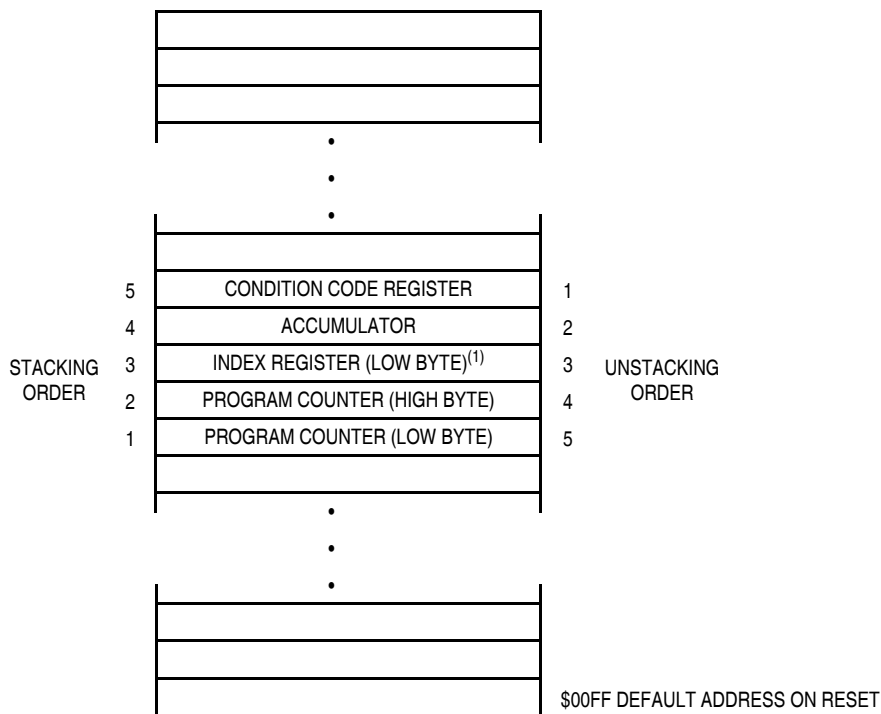 5 CONDITION CODE REGISTER 1
4 ACCUMULATOR 2
STACKING ORDER
3 INDEX REGISTER (LOW BYTE)(1) 3
UNSTACKING ORDER
2 PROGRAM COUNTER (HIGH BYTE) 4
1 PROGRAM COUNTER (LOW BYTE) 5
$00FF DEFAULT ADDRESS ON RESET